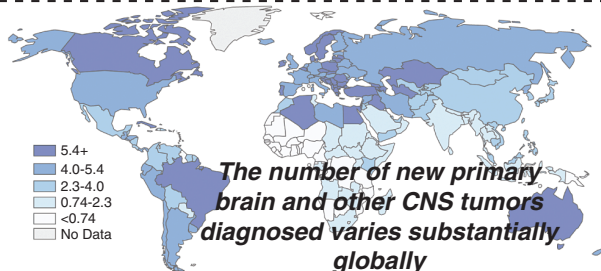 5.4+
4.0-5.4
2.3-4.0
0.74-2.3
<0.74
No Data
The number of new primary
brain and other CNS tumors
diagnosed varies substantially
globally